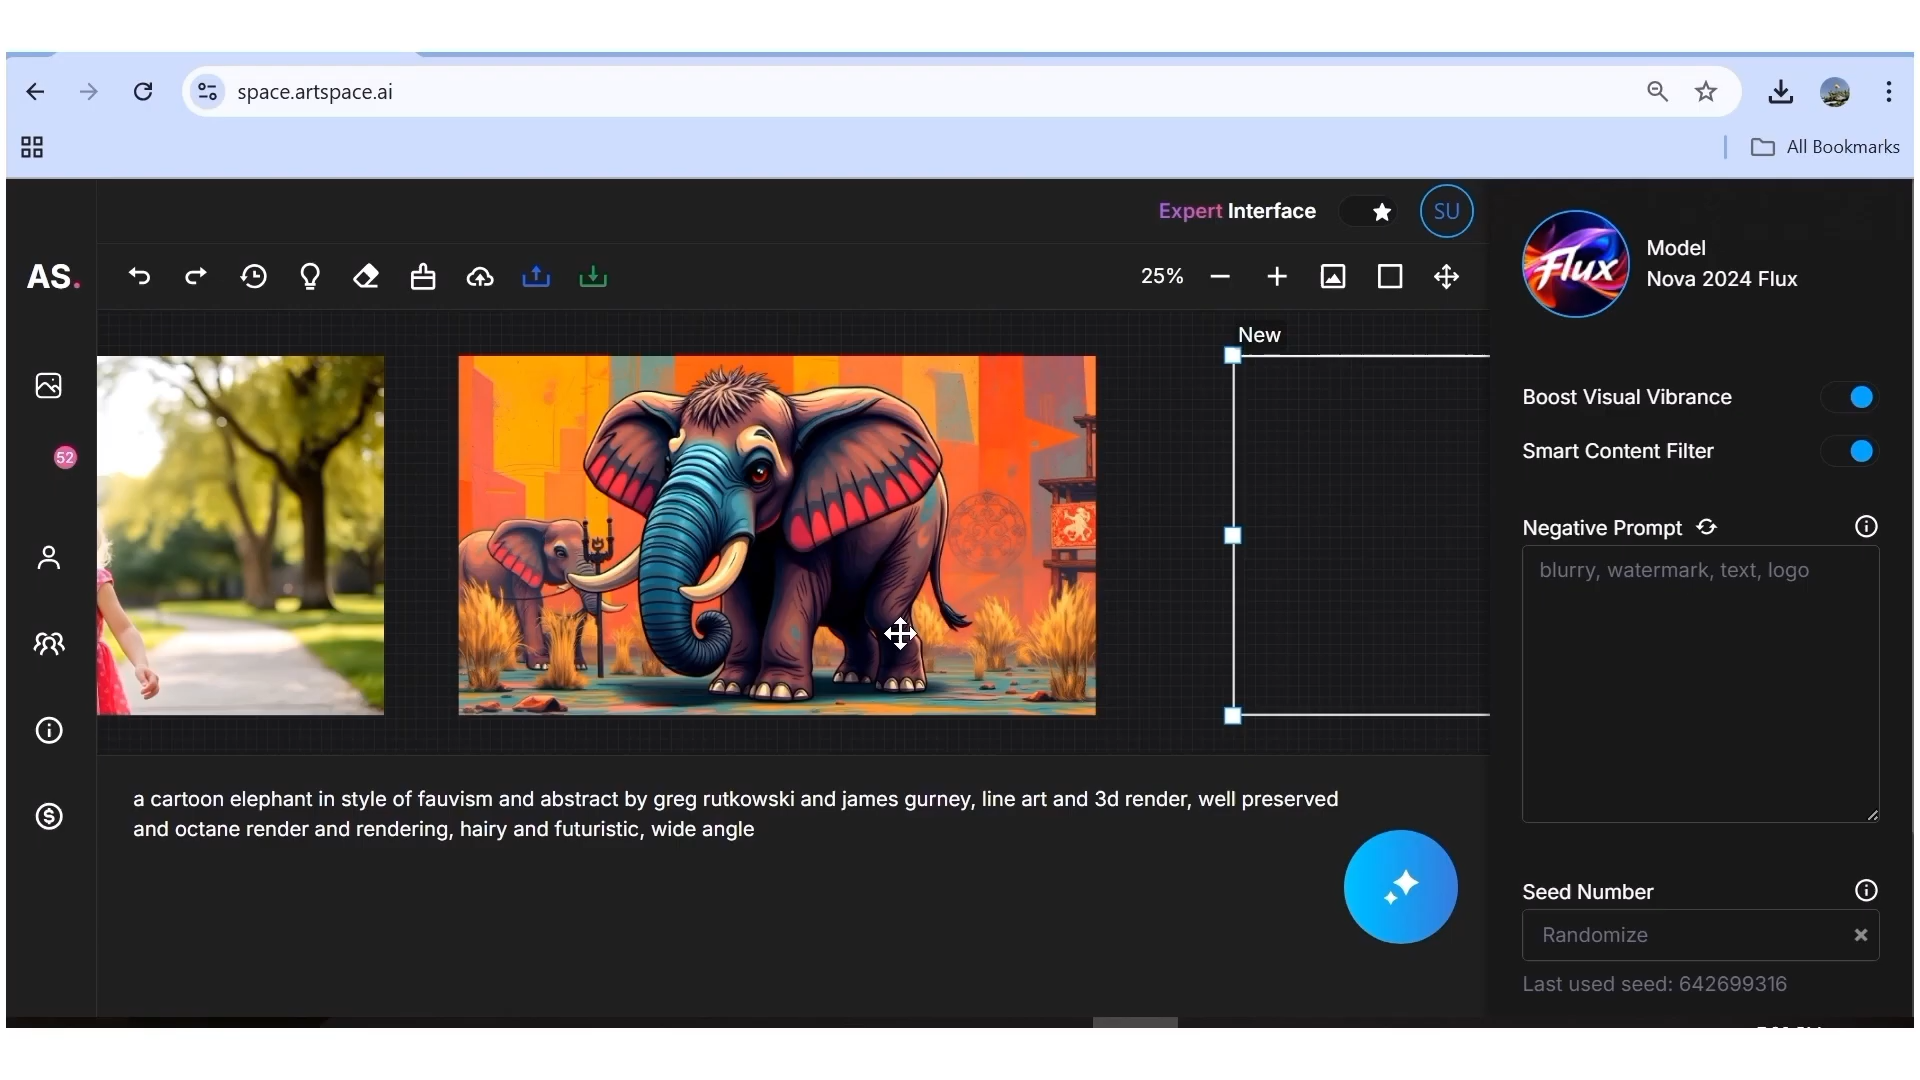 space.artspace.ai
All Bookmarks
Expert Interface
SU
AS.
25%
Flux
Model
Nova 2024 Flux
New
Boost Visual Vibrance
Smart Content Filter
52
Negative Prompt
blurry, watermark, text, logo
a cartoon elephant in style of fauvism and abstract by greg rutkowski and james gurney, line art and 3d render, well preserved
and octane render and rendering, hairy and futuristic, wide angle
Seed Number
Randomize
Last used seed: 642699316